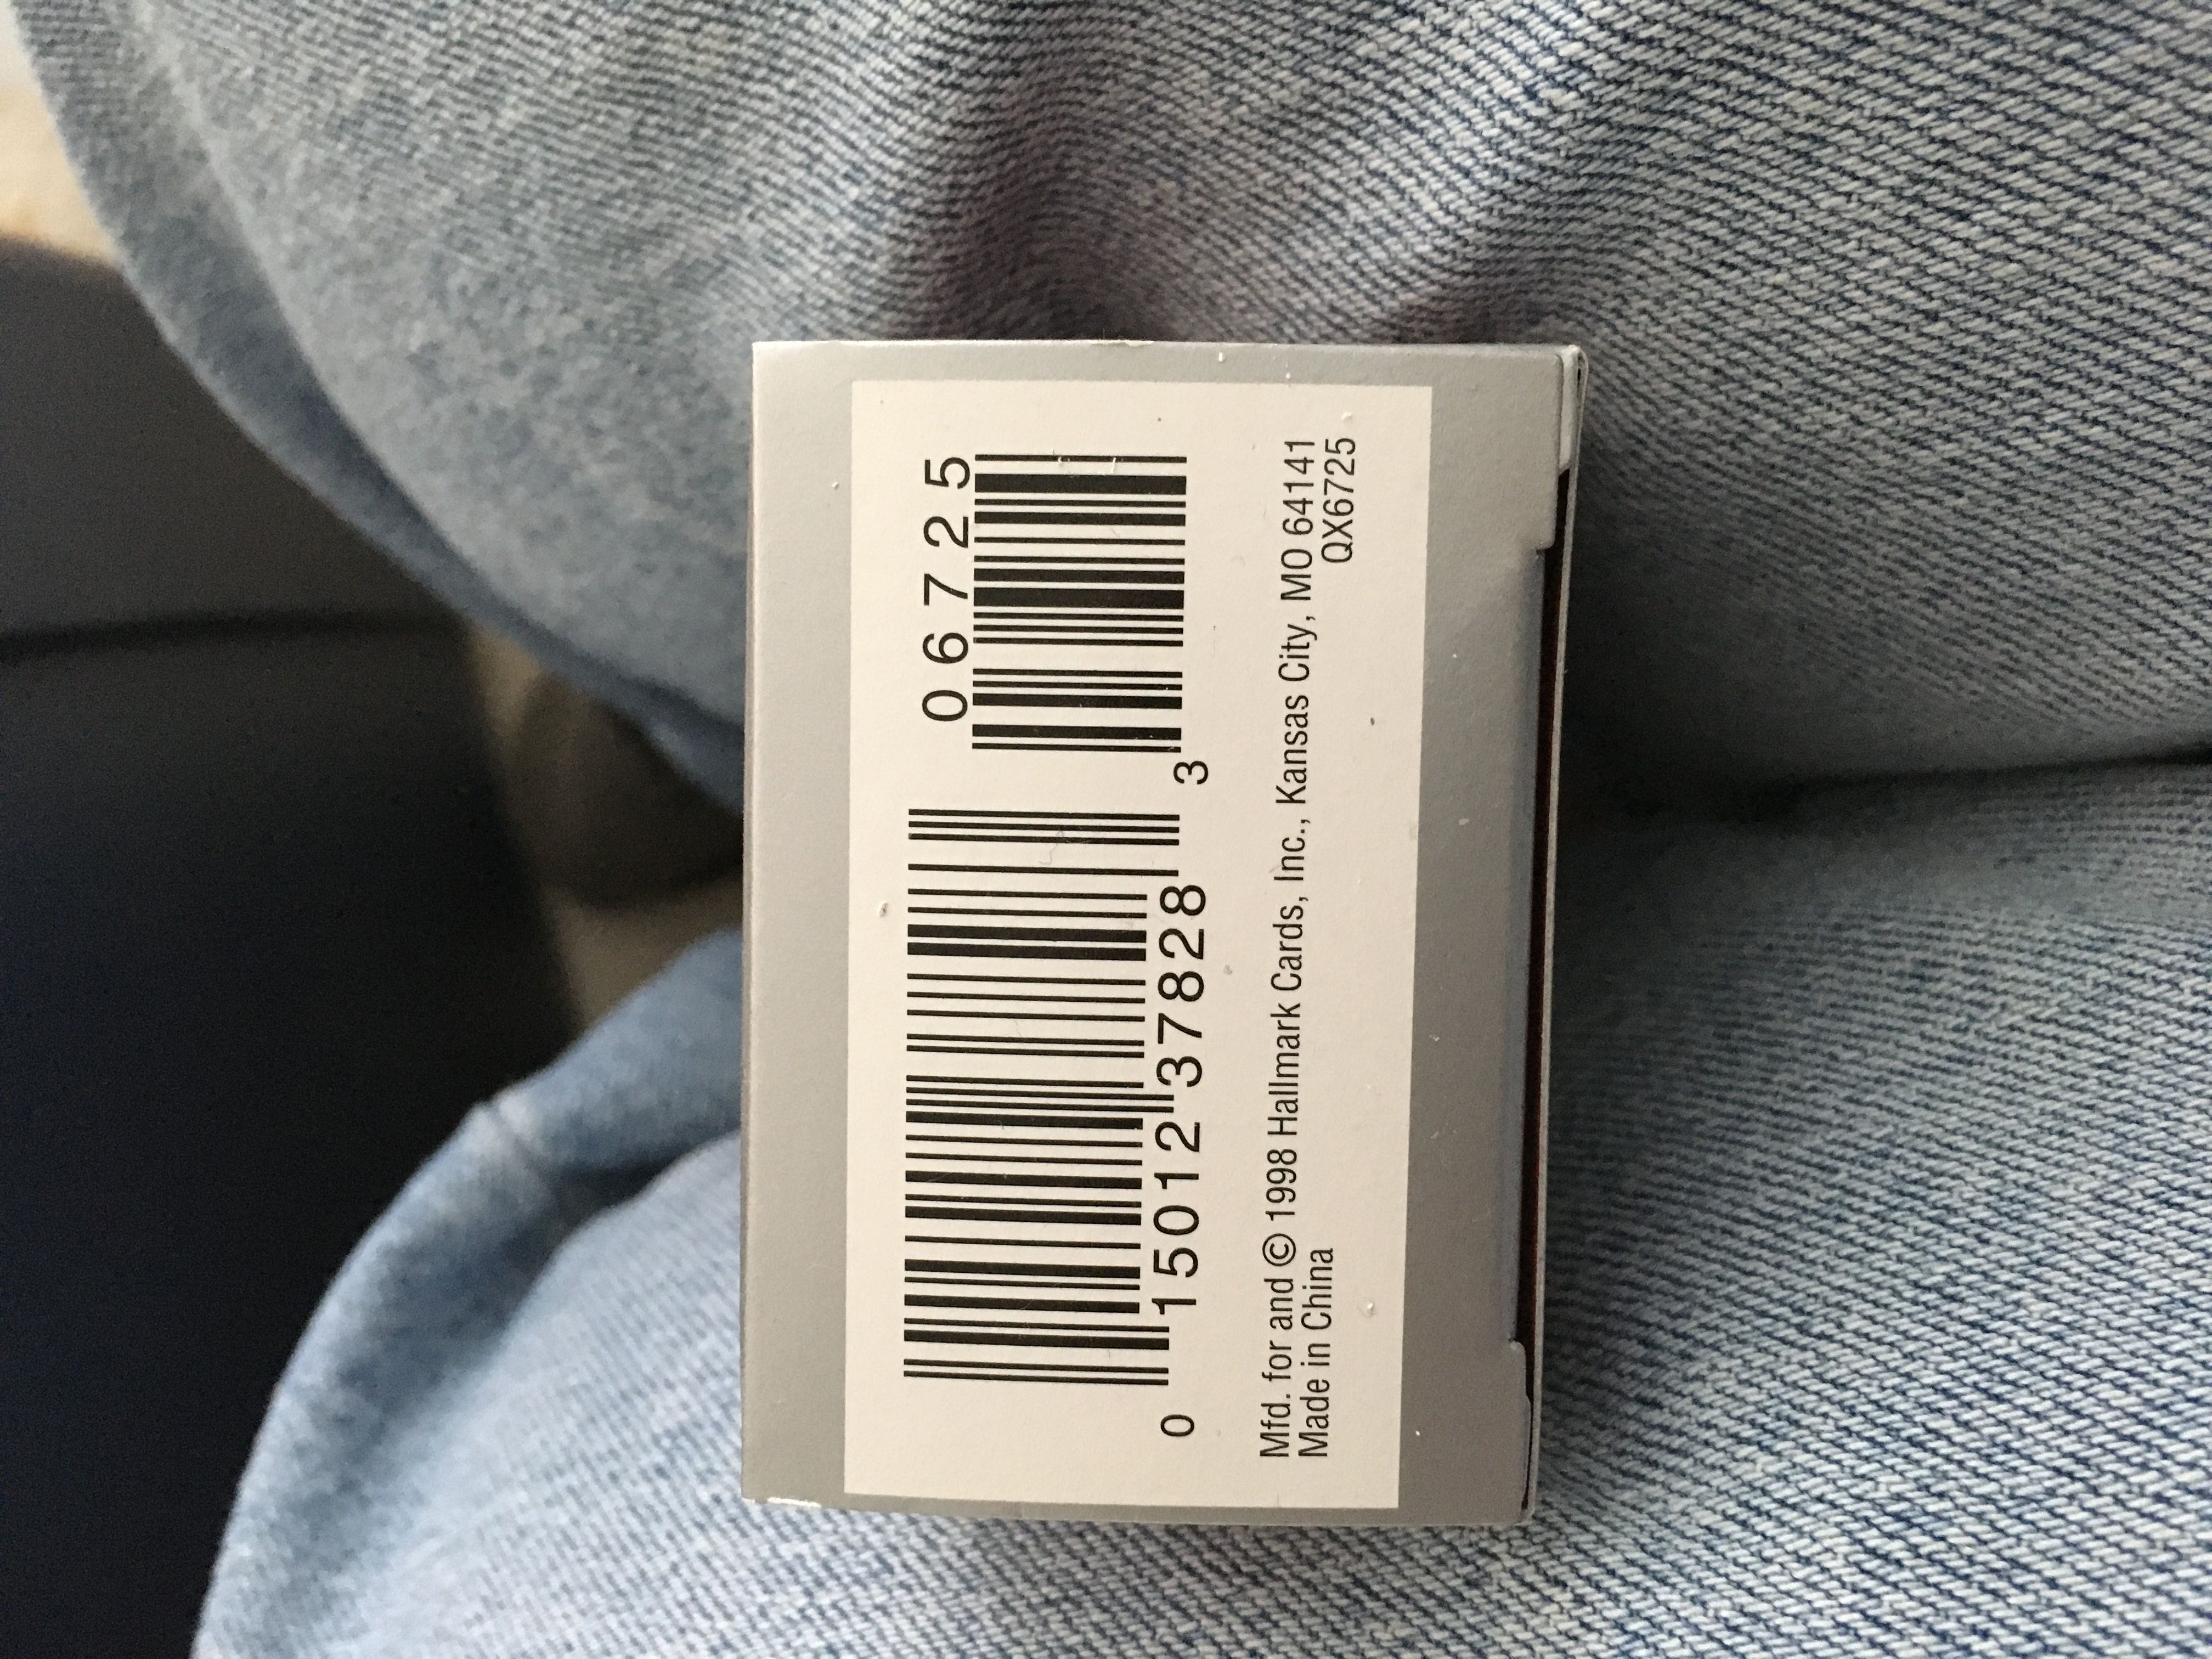 06725
0 15012 37828 3
Mfd. for and © 1998 Hallmark Cards, Inc., Kansas City, MO 64141
Made in China QX6725